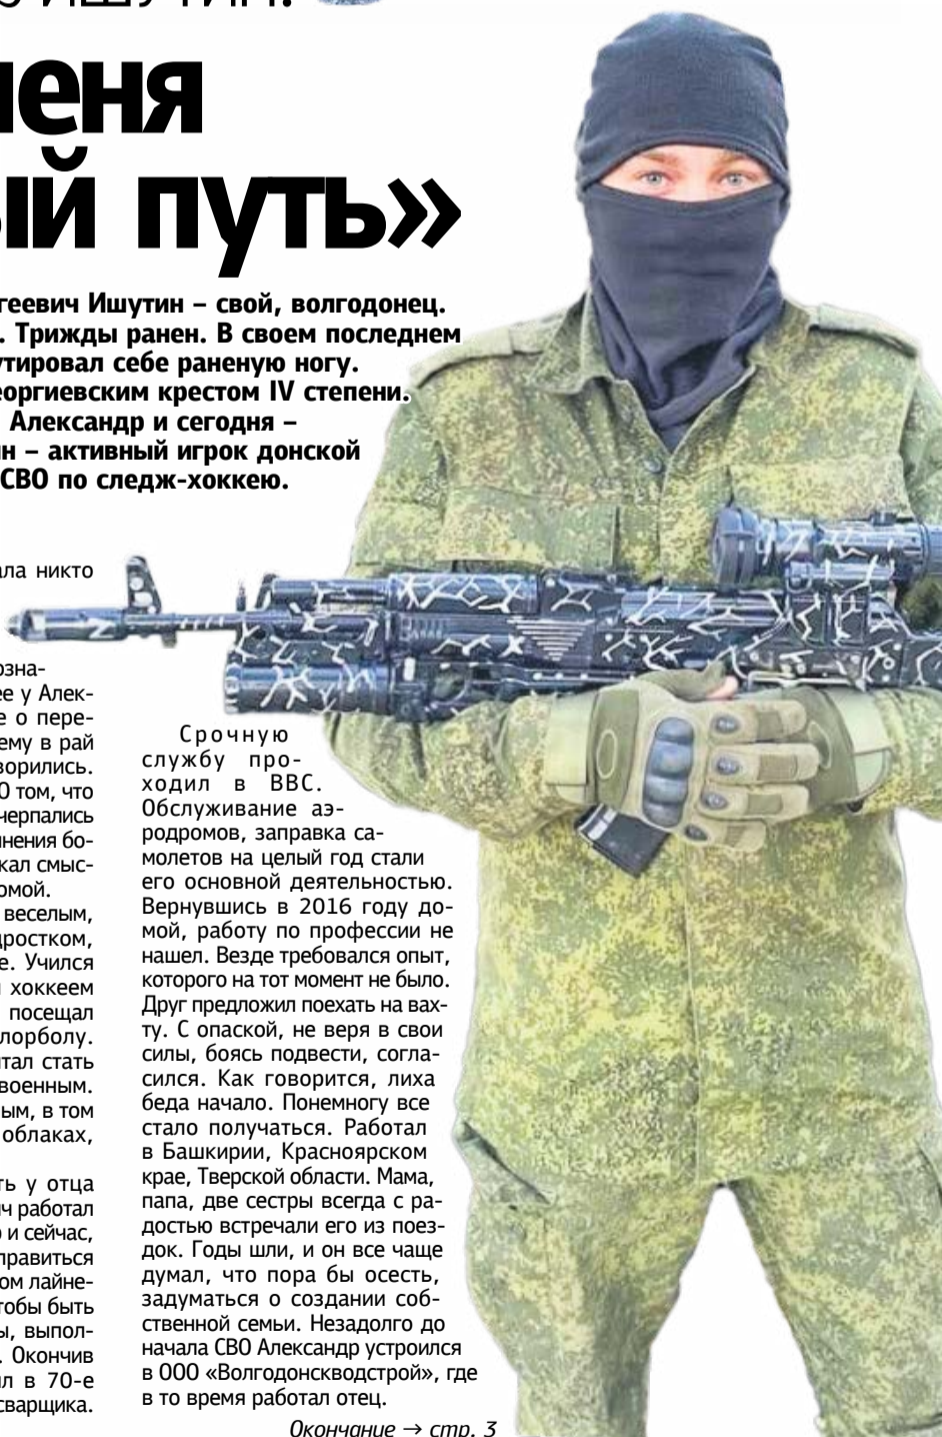 ИШУТИН:
меня
ый путь»
геевич Ишутин – свой, волгодонец.
. Трижды ранен. В своем последнем
утировал себе раненую ногу.
еоргиевским крестом IV степени.
Александр и сегодня –
н – активный игрок донской
СВО по следж-хоккею.
ала никто
озна-
ее у Алек-
е о пере-
ему в рай
ворились.
О том, что
черпались
нения бо-
кал смыс-
омой.
веселым,
дростком,
е. Учился
хоккеем
посещал
лорболу.
тал стать
военным.
ым, в том
облаках,
ть у отца
ич работал
о и сейчас,
правиться
ом лайне-
тобы быть
ы, выпол-
. Окончив
л в 70-е
сварщика.
Срочную
службу про-
ходил в ВВС.
Обслуживание аэ-
родромов, заправка са-
молетов на целый год стали
его основной деятельностью.
Вернувшись в 2016 году до-
мой, работу по профессии не
нашел. Везде требовался опыт,
которого на тот момент не было.
Друг предложил поехать на вах-
ту. С опаской, не веря в свои
силы, боясь подвести, согла-
сился. Как говорится, лиха
беда начало. Понемногу все
стало получаться. Работал
в Башкирии, Красноярском
крае, Тверской области. Мама,
папа, две сестры всегда с ра-
достью встречали его из поез-
док. Годы шли, и он все чаще
думал, что пора бы осесть,
задуматься о создании соб-
ственной семьи. Незадолго до
начала СВО Александр устроился
в ООО «Волгодонскводстрой», где
в то время работал отец.
Окончание → стр. 3